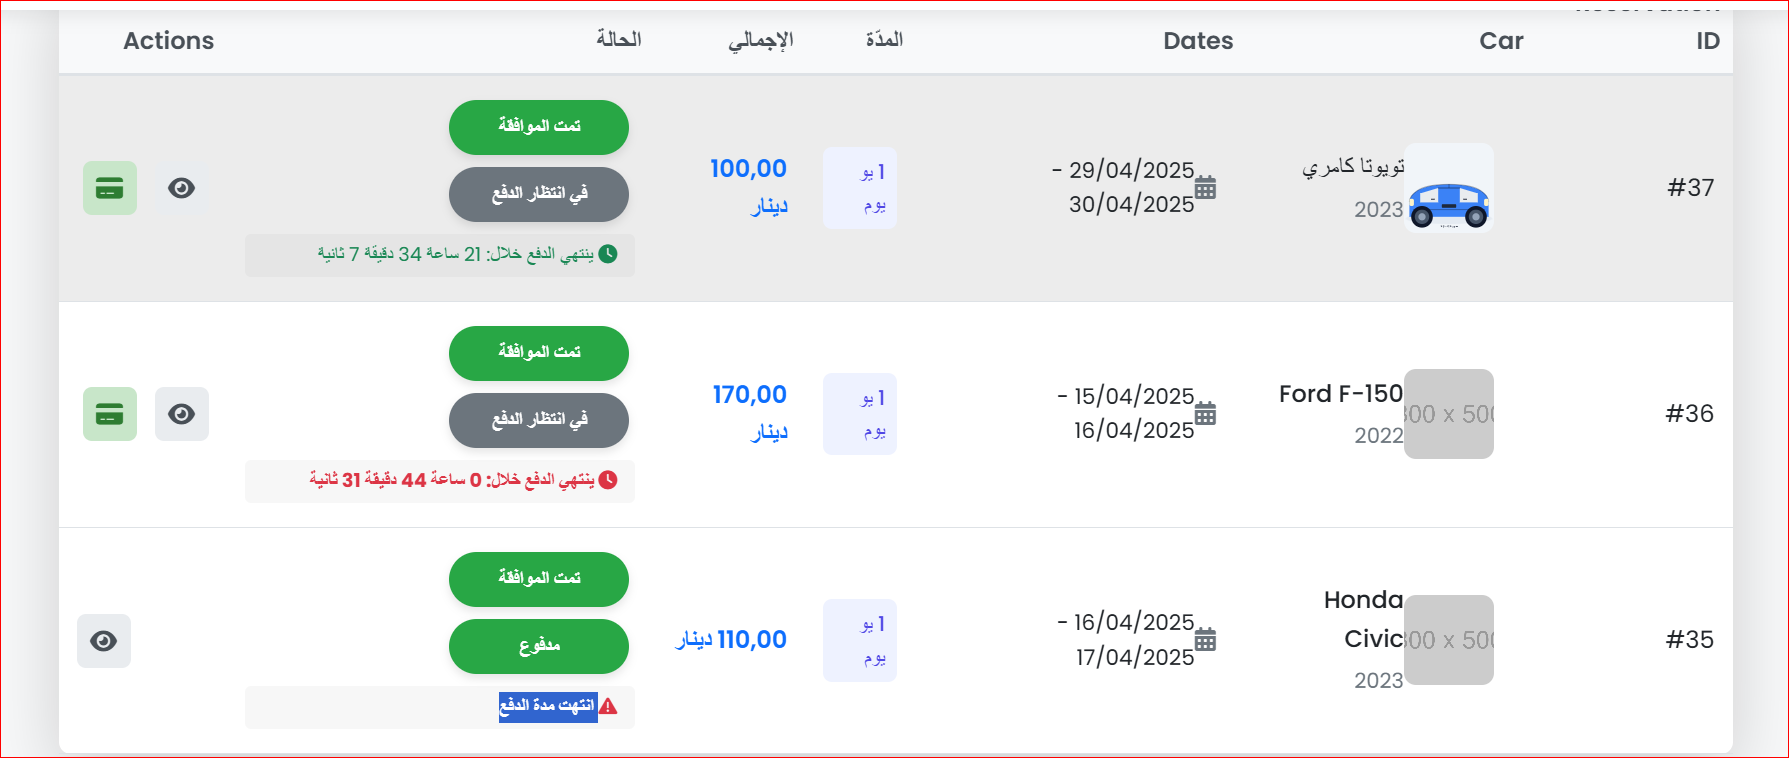 ID
Car
Dates
المدّة
الإجمالي
الحالة
Actions
#37
تويوتا كامري
2023
29/04/2025 -
30/04/2025
1 يو
يوم
100,00
دينار
تمت الموافقة
في انتظار الدفع
ينتهي الدفع خلال: 21 ساعة 34 دقيقة 7 ثانية
#36
Ford F-150
2022
15/04/2025 -
16/04/2025
1 يو
يوم
170,00
دينار
تمت الموافقة
في انتظار الدفع
ينتهي الدفع خلال: 0 ساعة 44 دقيقة 31 ثانية
#35
00 x 50
Honda
Civic
2023
16/04/2025 -
17/04/2025
1 يو
يوم
110,00 دينار
تمت الموافقة
مدفوع
انتهت مدة الدفع